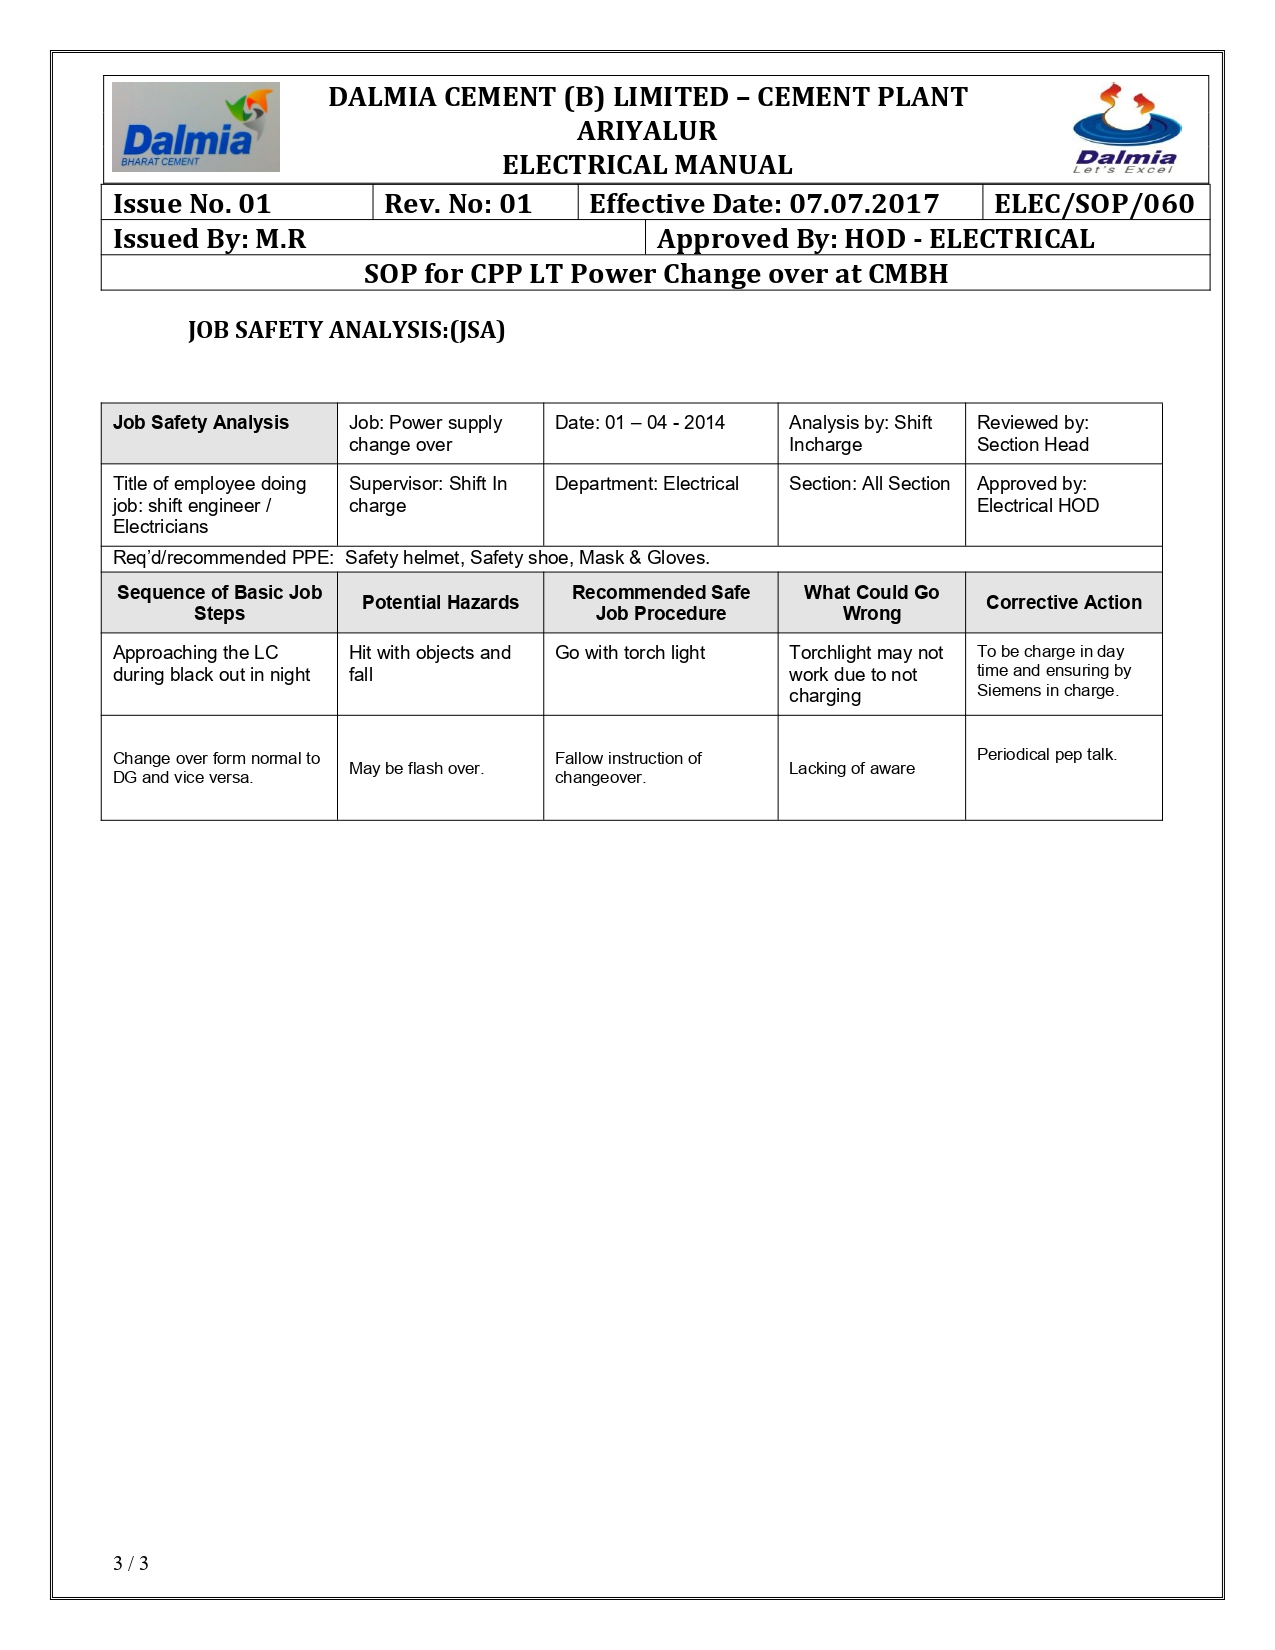 Dalmia
BHARAT CEMENT
DALMIA CEMENT (B) LIMITED – CEMENT PLANT
ARIYALUR
ELECTRICAL MANUAL
Dalmia
Let's Excel
Issue No. 01 Rev. No: 01 Effective Date: 07.07.2017 ELEC/SOP/060
Issued By: M.R Approved By: HOD - ELECTRICAL
SOP for CPP LT Power Change over at CMBH
JOB SAFETY ANALYSIS:(JSA)
Job Safety Analysis
Job: Power supply
change over
Date: 01 – 04 - 2014
Analysis by: Shift
Incharge
Reviewed by:
Section Head
Title of employee doing
job: shift engineer /
Electricians
Supervisor: Shift In
charge
Department: Electrical
Section: All Section
Approved by:
Electrical HOD
Req’d/recommended PPE: Safety helmet, Safety shoe, Mask & Gloves.
Sequence of Basic Job
Steps
Potential Hazards
Recommended Safe
Job Procedure
What Could Go
Wrong
Corrective Action
Approaching the LC
during black out in night
Hit with objects and
fall
Go with torch light
Torchlight may not
work due to not
charging
To be charge in day
time and ensuring by
Siemens in charge.
Change over form normal to
DG and vice versa.
May be flash over.
Fallow instruction of
changeover.
Lacking of aware
Periodical pep talk.
3 / 3